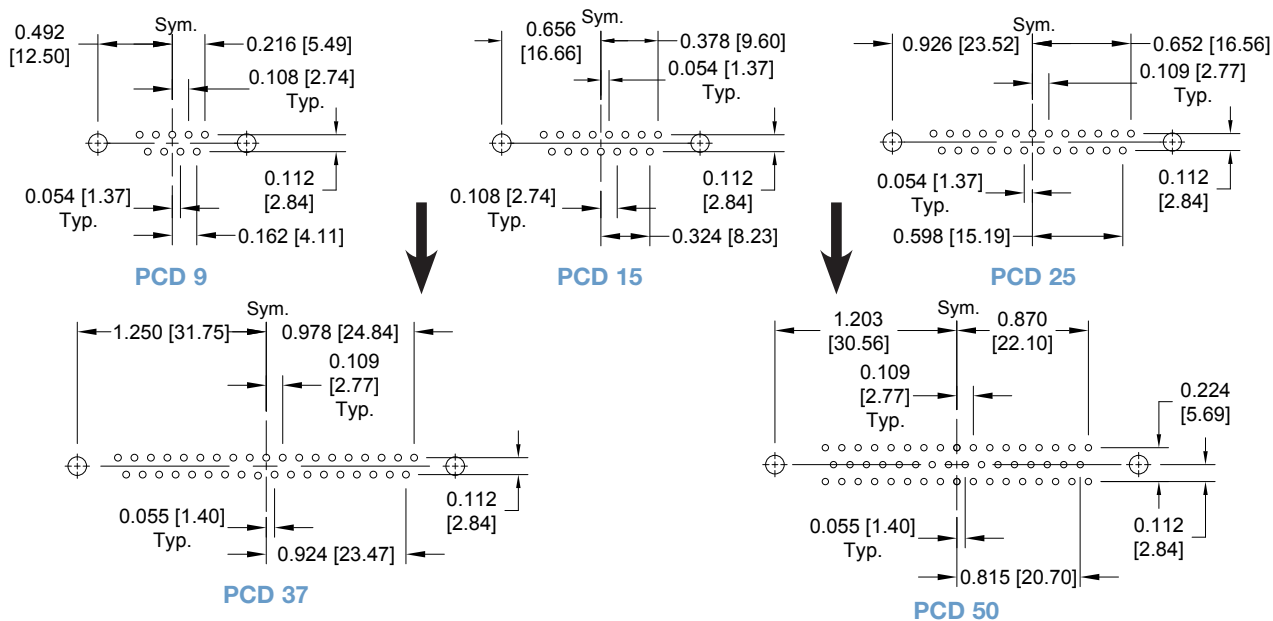 Sym.
0.492
[12.50]
0.216 [5.49]
0.108 [2.74]
Typ.
0.054 [1.37]
Typ.
0.112
[2.84]
0.162 [4.11]
PCD 9
Sym.
0.656
[16.66]
0.378 [9.60]
0.054 [1.37]
Typ.
0.108 [2.74]
Typ.
0.112
[2.84]
0.324 [8.23]
PCD 15
Sym.
0.926 [23.52]
0.652 [16.56]
0.109 [2.77]
Typ.
0.054 [1.37]
Typ.
0.112
[2.84]
0.598 [15.19]
PCD 25
Sym.
1.250 [31.75]
0.978 [24.84]
0.109
[2.77]
Typ.
0.055 [1.40]
Typ.
0.112
[2.84]
0.924 [23.47]
PCD 37
Sym.
1.203
[30.56]
0.870
[22.10]
0.109
[2.77]
Typ.
0.224
[5.69]
0.055 [1.40]
Typ.
0.112
[2.84]
0.815 [20.70]
PCD 50